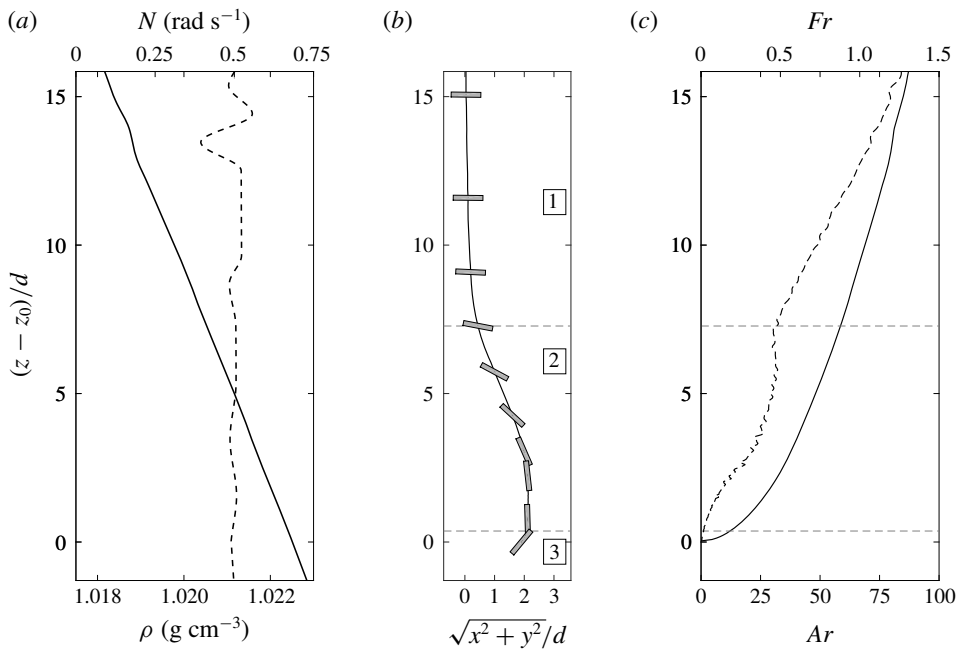 (a) N (rad s⁻¹) (b) (c) Fr
0 0.25 0.50 0.75 0 0.5 1.0 1.5
15 15 15
1
10 10 10
(z − z₀)/d
2
5 5 5
0 0 3 0
1.018 1.020 1.022 0 1 2 3 0 25 50 75 100
ρ (g cm⁻³) √x² + y²/d Ar